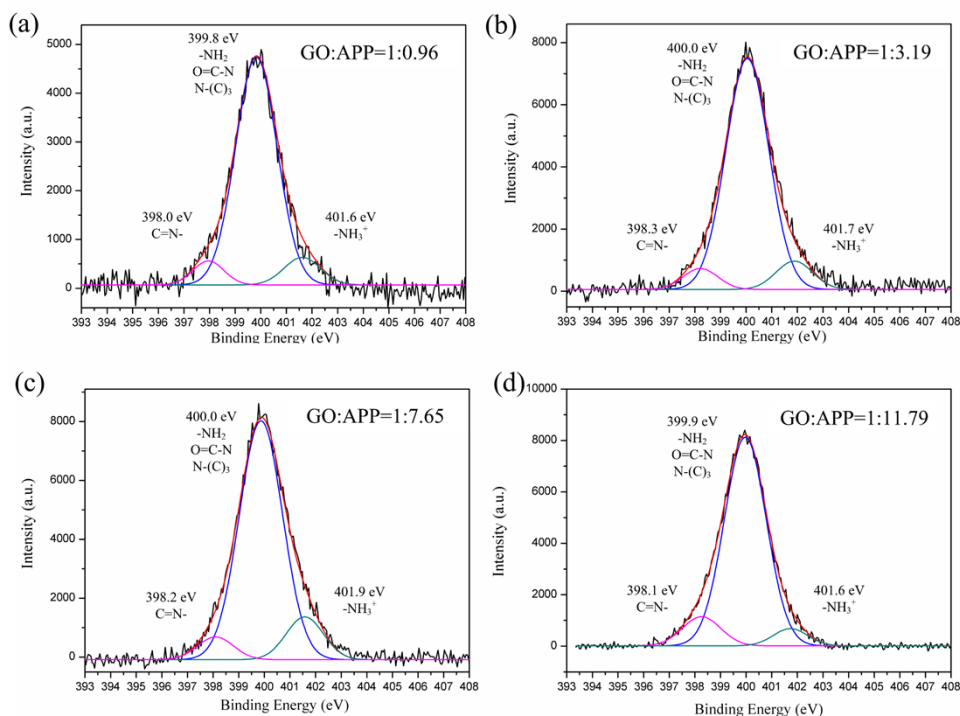 (a)
GO:APP=1:0.96
399.8 eV
-NH₂
O=C-N
N-(C)₃
398.0 eV
C=N-
401.6 eV
-NH₃⁺
Intensity (a.u.)
5000
4000
3000
2000
1000
0
393 394 395 396 397 398 399 400 401 402 403 404 405 406 407 408
Binding Energy (eV)
(b)
GO:APP=1:3.19
400.0 eV
-NH₂
O=C-N
N-(C)₃
398.3 eV
C=N-
401.7 eV
-NH₃⁺
Intensity (a.u.)
8000
6000
4000
2000
0
393 394 395 396 397 398 399 400 401 402 403 404 405 406 407 408
Binding Energy (eV)
(c)
GO:APP=1:7.65
400.0 eV
-NH₂
O=C-N
N-(C)₃
398.2 eV
C=N-
401.9 eV
-NH₃⁺
Intensity (a.u.)
8000
6000
4000
2000
0
393 394 395 396 397 398 399 400 401 402 403 404 405 406 407 408
Binding Energy (eV)
(d)
GO:APP=1:11.79
399.9 eV
-NH₂
O=C-N
N-(C)₃
398.1 eV
C=N-
401.6 eV
-NH₃⁺
Intensity (a.u.)
10000
8000
6000
4000
2000
0
393 394 395 396 397 398 399 400 401 402 403 404 405 406 407 408
Binding Energy (eV)